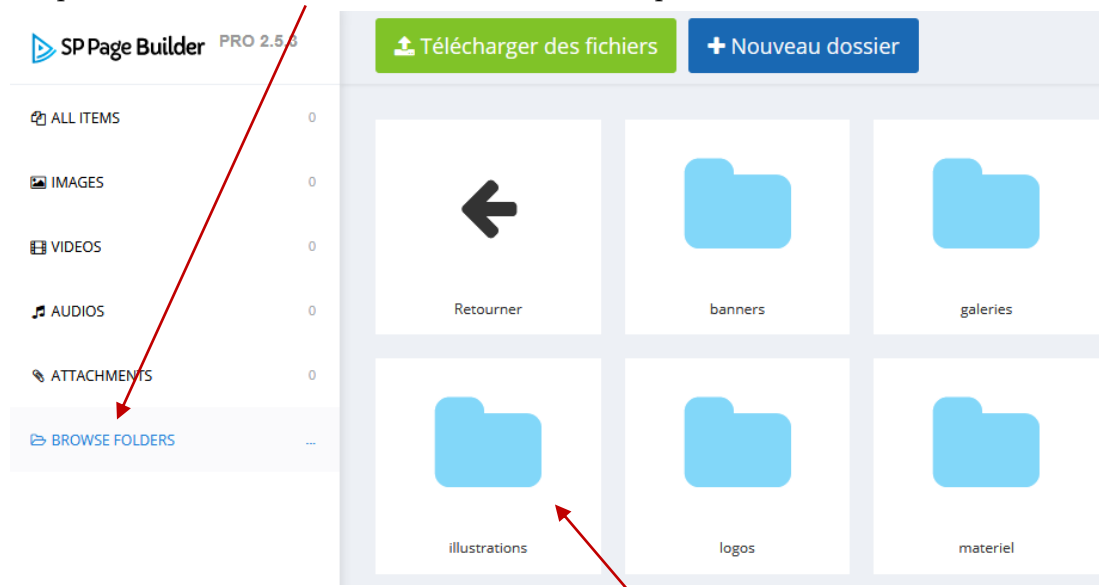 SP Page Builder PRO 2.5.3
Télécharger des fichiers
Nouveau dossier
ALL ITEMS 0
IMAGES 0
VIDEOS 0
AUDIOS 0
ATTACHMENTS 0
BROWSE FOLDERS ...
Retourner
banners
galeries
illustrations
logos
materiel